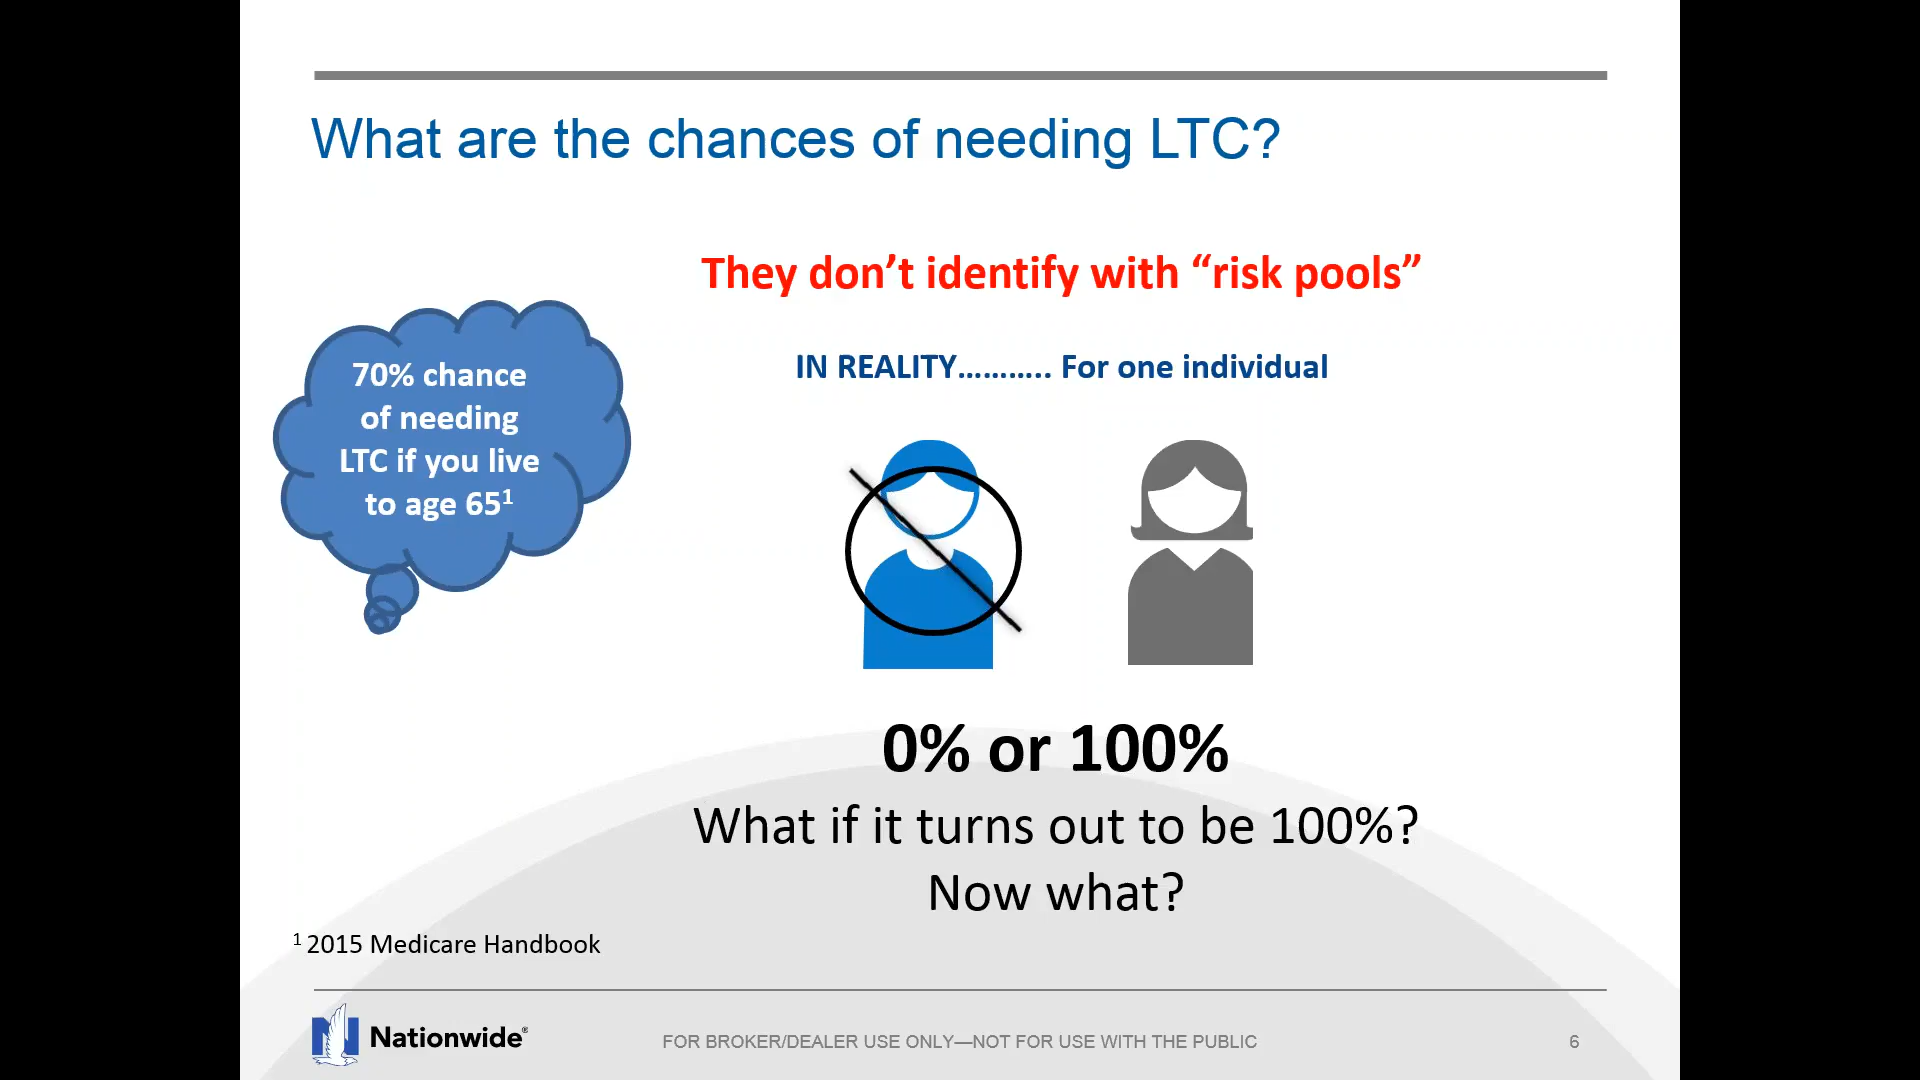 What are the chances of needing LTC?
They don’t identify with “risk pools”
IN REALITY……….. For one individual
70% chance
of needing
LTC if you live
to age 65¹
0% or 100%
What if it turns out to be 100%?
Now what?
¹ 2015 Medicare Handbook
Nationwide®
FOR BROKER/DEALER USE ONLY—NOT FOR USE WITH THE PUBLIC
6